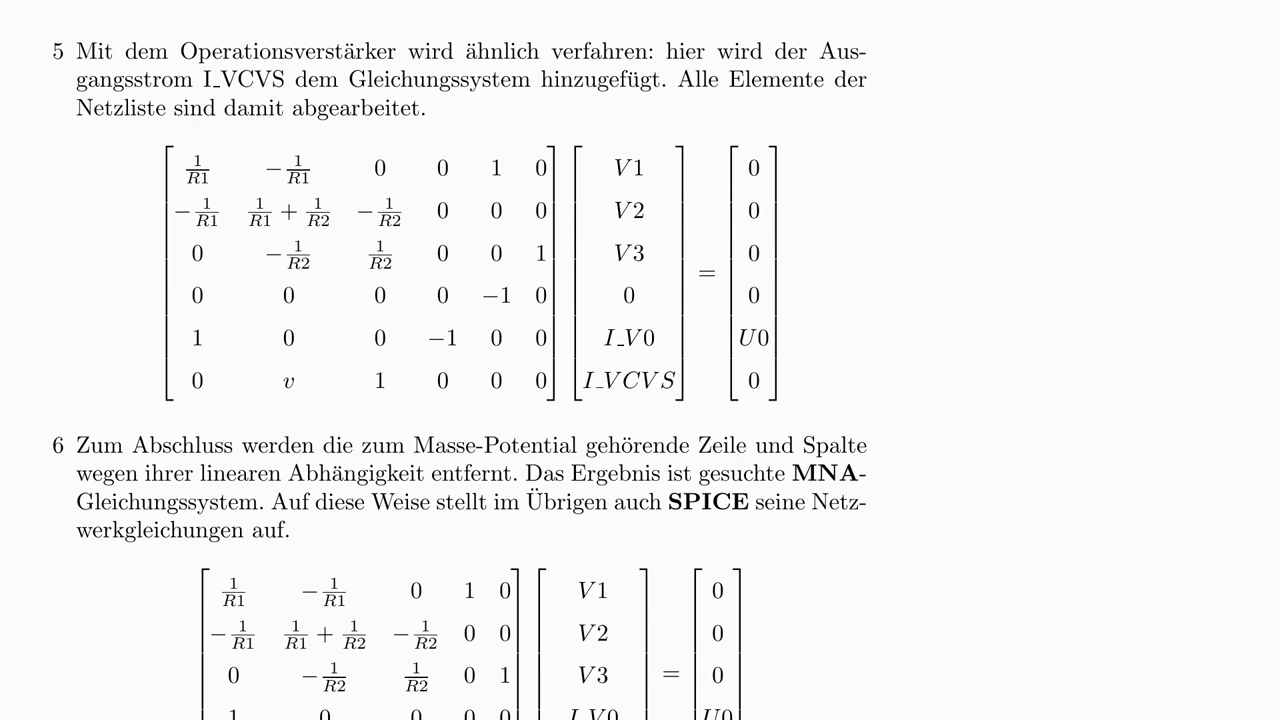 5 Mit dem Operationsverstärker wird ähnlich verfahren: hier wird der Aus-
gangsstrom I_VCVS dem Gleichungssystem hinzugefügt. Alle Elemente der
Netzliste sind damit abgearbeitet.
[ 1/R1 −1/R1 0 0 1 0 ] [ V1 ] [ 0 ]
[ −1/R1 1/R1 + 1/R2 −1/R2 0 0 0 ] [ V2 ] [ 0 ]
[ 0 −1/R2 1/R2 0 0 1 ] [ V3 ] = [ 0 ]
[ 0 0 0 0 −1 0 ] [ 0 ] [ 0 ]
[ 1 0 0 −1 0 0 ] [ I_V0 ] [ U0 ]
[ 0 v 1 0 0 0 ] [ I_VCVS ] [ 0 ]
6 Zum Abschluss werden die zum Masse-Potential gehörende Zeile und Spalte
wegen ihrer linearen Abhängigkeit entfernt. Das Ergebnis ist gesuchte MNA-
Gleichungssystem. Auf diese Weise stellt im Übrigen auch SPICE seine Netz-
werkgleichungen auf.
[ 1/R1 −1/R1 0 1 0 ] [ V1 ] [ 0 ]
[ −1/R1 1/R1 + 1/R2 −1/R2 0 0 ] [ V2 ] [ 0 ]
[ 0 −1/R2 1/R2 0 1 ] [ V3 ] = [ 0 ]
[ 1 0 0 0 0 ] [ I_V0 ] [ U0 ]